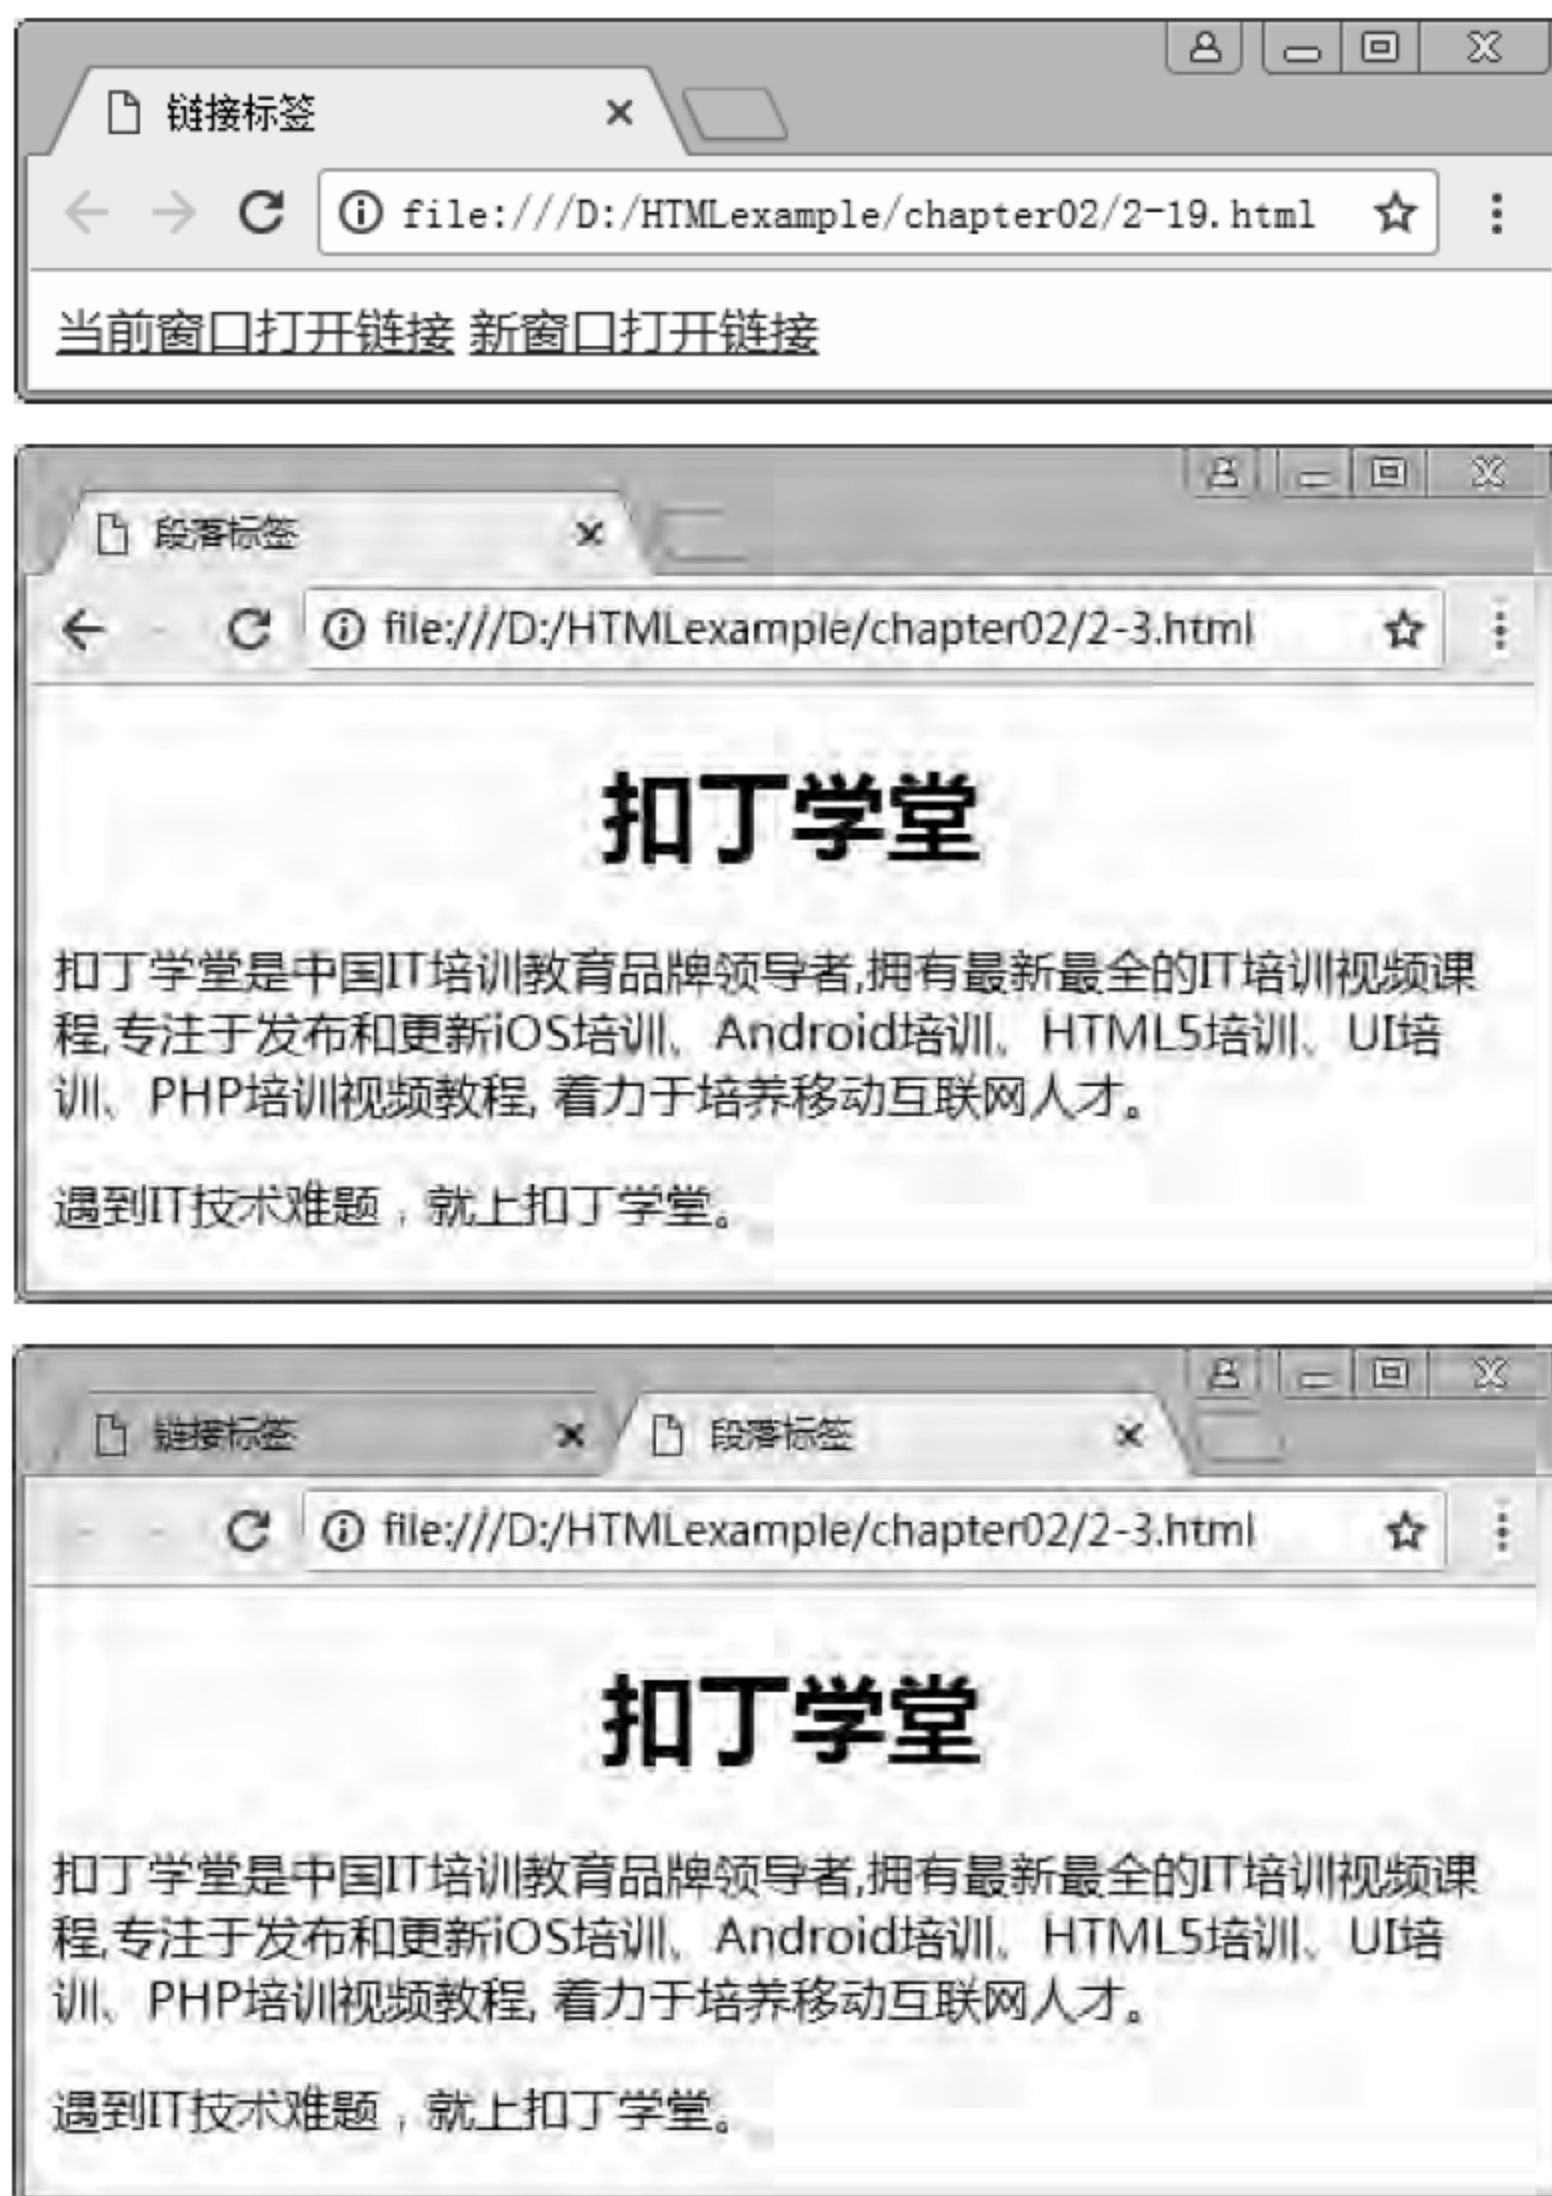 链接标签
file:///D:/HTMLexample/chapter02/2-19.html
当前窗口打开链接 新窗口打开链接
段落标签
file:///D:/HTMLexample/chapter02/2-3.html
扣丁学堂
扣丁学堂是中国IT培训教育品牌领导者,拥有最新最全的IT培训视频课
程,专注于发布和更新iOS培训、Android培训、HTML5培训、UI培
训、PHP培训视频教程, 着力于培养移动互联网人才。
遇到IT技术难题，就上扣丁学堂。
链接标签 段落标签
file:///D:/HTMLexample/chapter02/2-3.html
扣丁学堂
扣丁学堂是中国IT培训教育品牌领导者,拥有最新最全的IT培训视频课
程,专注于发布和更新iOS培训、Android培训、HTML5培训、UI培
训、PHP培训视频教程, 着力于培养移动互联网人才。
遇到IT技术难题，就上扣丁学堂。